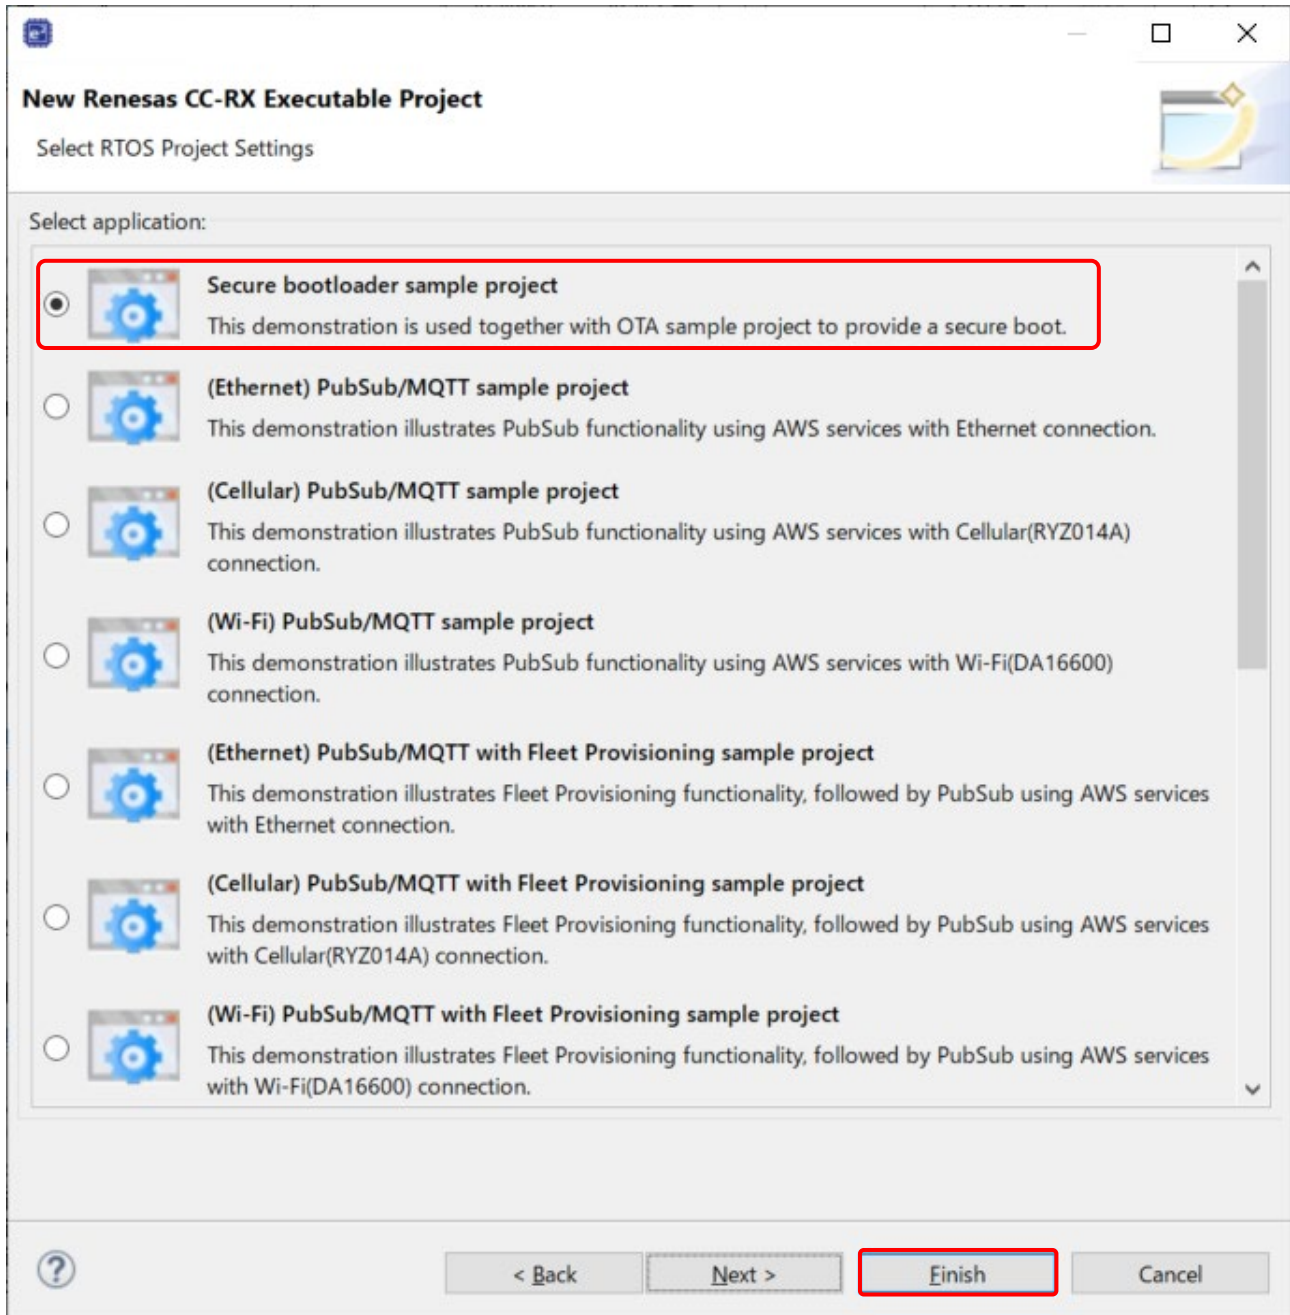 New Renesas CC-RX Executable Project
Select RTOS Project Settings
Select application:
Secure bootloader sample project
This demonstration is used together with OTA sample project to provide a secure boot.
(Ethernet) PubSub/MQTT sample project
This demonstration illustrates PubSub functionality using AWS services with Ethernet connection.
(Cellular) PubSub/MQTT sample project
This demonstration illustrates PubSub functionality using AWS services with Cellular(RYZ014A)
connection.
(Wi-Fi) PubSub/MQTT sample project
This demonstration illustrates PubSub functionality using AWS services with Wi-Fi(DA16600)
connection.
(Ethernet) PubSub/MQTT with Fleet Provisioning sample project
This demonstration illustrates Fleet Provisioning functionality, followed by PubSub using AWS services
with Ethernet connection.
(Cellular) PubSub/MQTT with Fleet Provisioning sample project
This demonstration illustrates Fleet Provisioning functionality, followed by PubSub using AWS services
with Cellular(RYZ014A) connection.
(Wi-Fi) PubSub/MQTT with Fleet Provisioning sample project
This demonstration illustrates Fleet Provisioning functionality, followed by PubSub using AWS services
with Wi-Fi(DA16600) connection.
? < Back Next > Finish Cancel